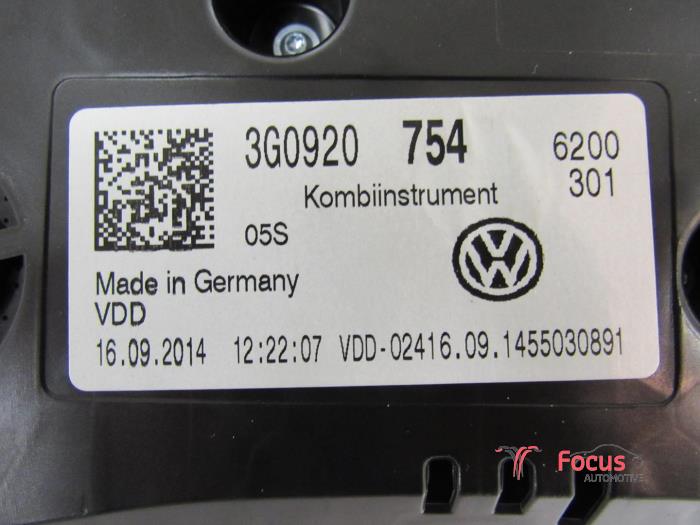 3G0920 754 6200
301
Kombiinstrument
05S
Made in Germany
VDD
16.09.2014 12:22:07 VDD-02416.09.1455030891
Focus
AUTOMOTIVE